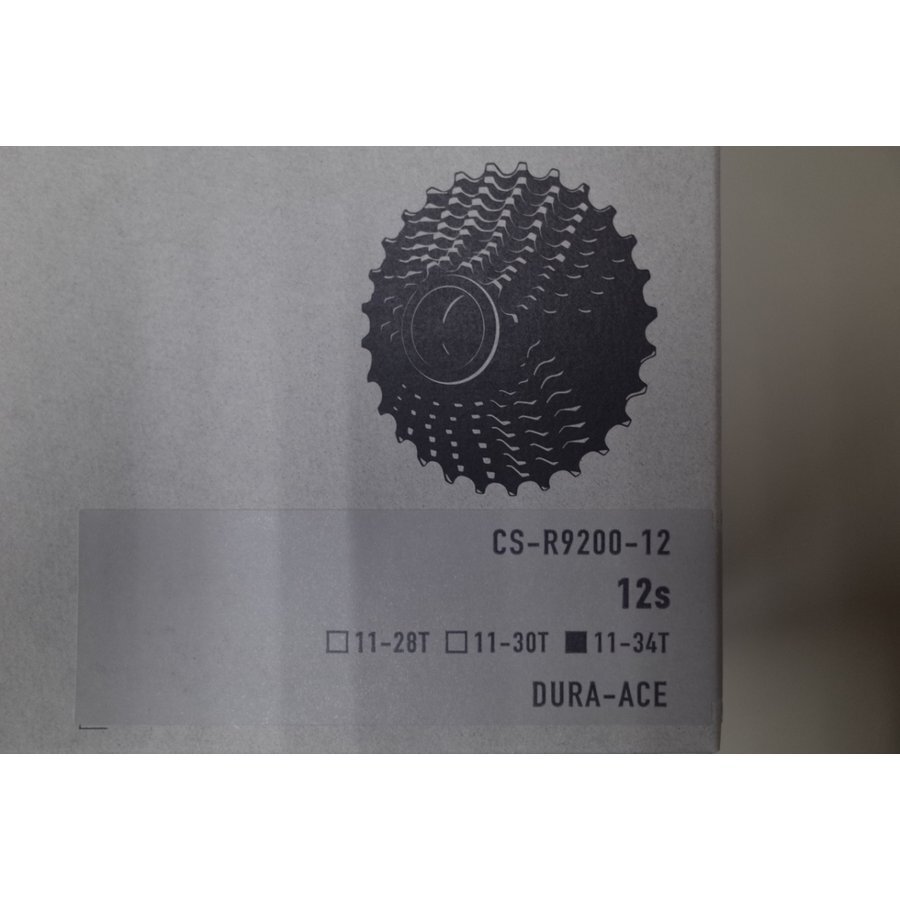 CS-R9200-12
12s
□11-28T □11-30T ■11-34T
DURA-ACE